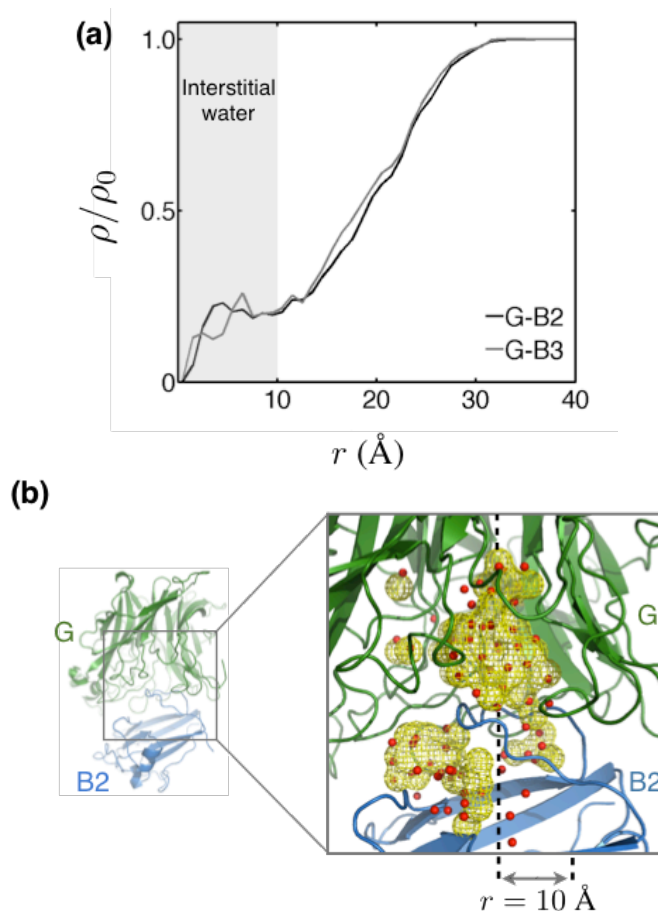 (a)
1.0
Interstitial
water
ρ/ρ₀
0.5
G-B2
G-B3
0 10 20 30 40
r (Å)
(b)
G
B2
G
B2
r = 10 Å